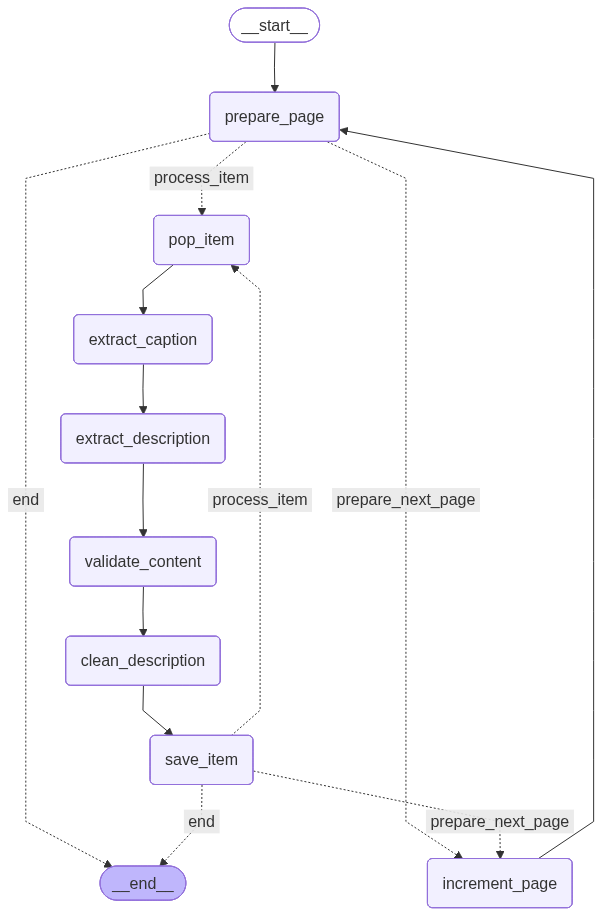 __start__
prepare_page
process_item
pop_item
extract_caption
extract_description
end
process_item
prepare_next_page
validate_content
clean_description
save_item
end
prepare_next_page
__end__
increment_page